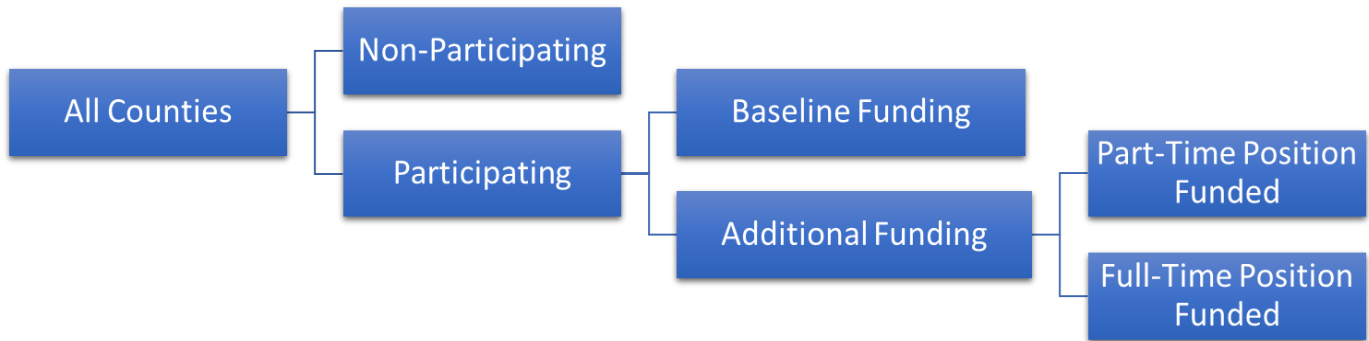 All Counties
Non-Participating
Participating
Baseline Funding
Additional Funding
Part-Time Position
Funded
Full-Time Position
Funded